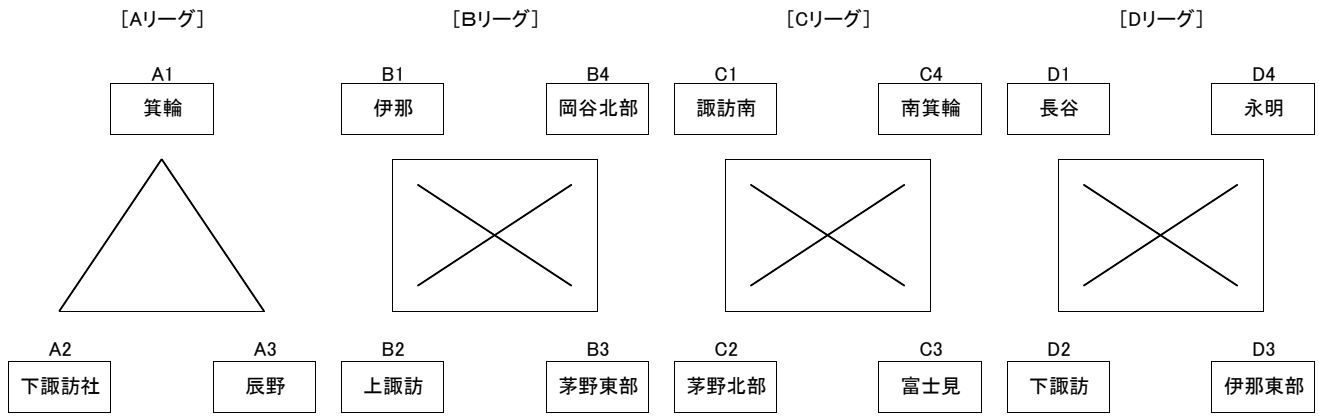 [Aリーグ] [Bリーグ] [Cリーグ] [Dリーグ]
A1 B1 B4 C1 C4 D1 D4
箕輪 伊那 岡谷北部 諏訪南 南箕輪 長谷 永明
A2 A3 B2 B3 C2 C3 D2 D3
下諏訪社 辰野 上諏訪 茅野東部 茅野北部 富士見 下諏訪 伊那東部